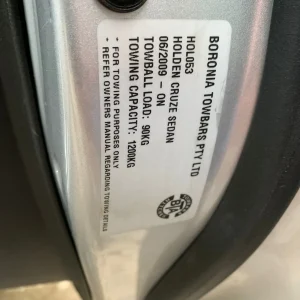 BORONIA TOWBARS PTY LTD
HOL053
HOLDEN CRUZE SEDAN
06/2009 - ON
TOWBALL LOAD: 90KG
TOWING CAPACITY: 1200KG
* FOR TOWING PURPOSES ONLY
* REFER OWNERS MANUAL REGARDING TOWING DETAILS